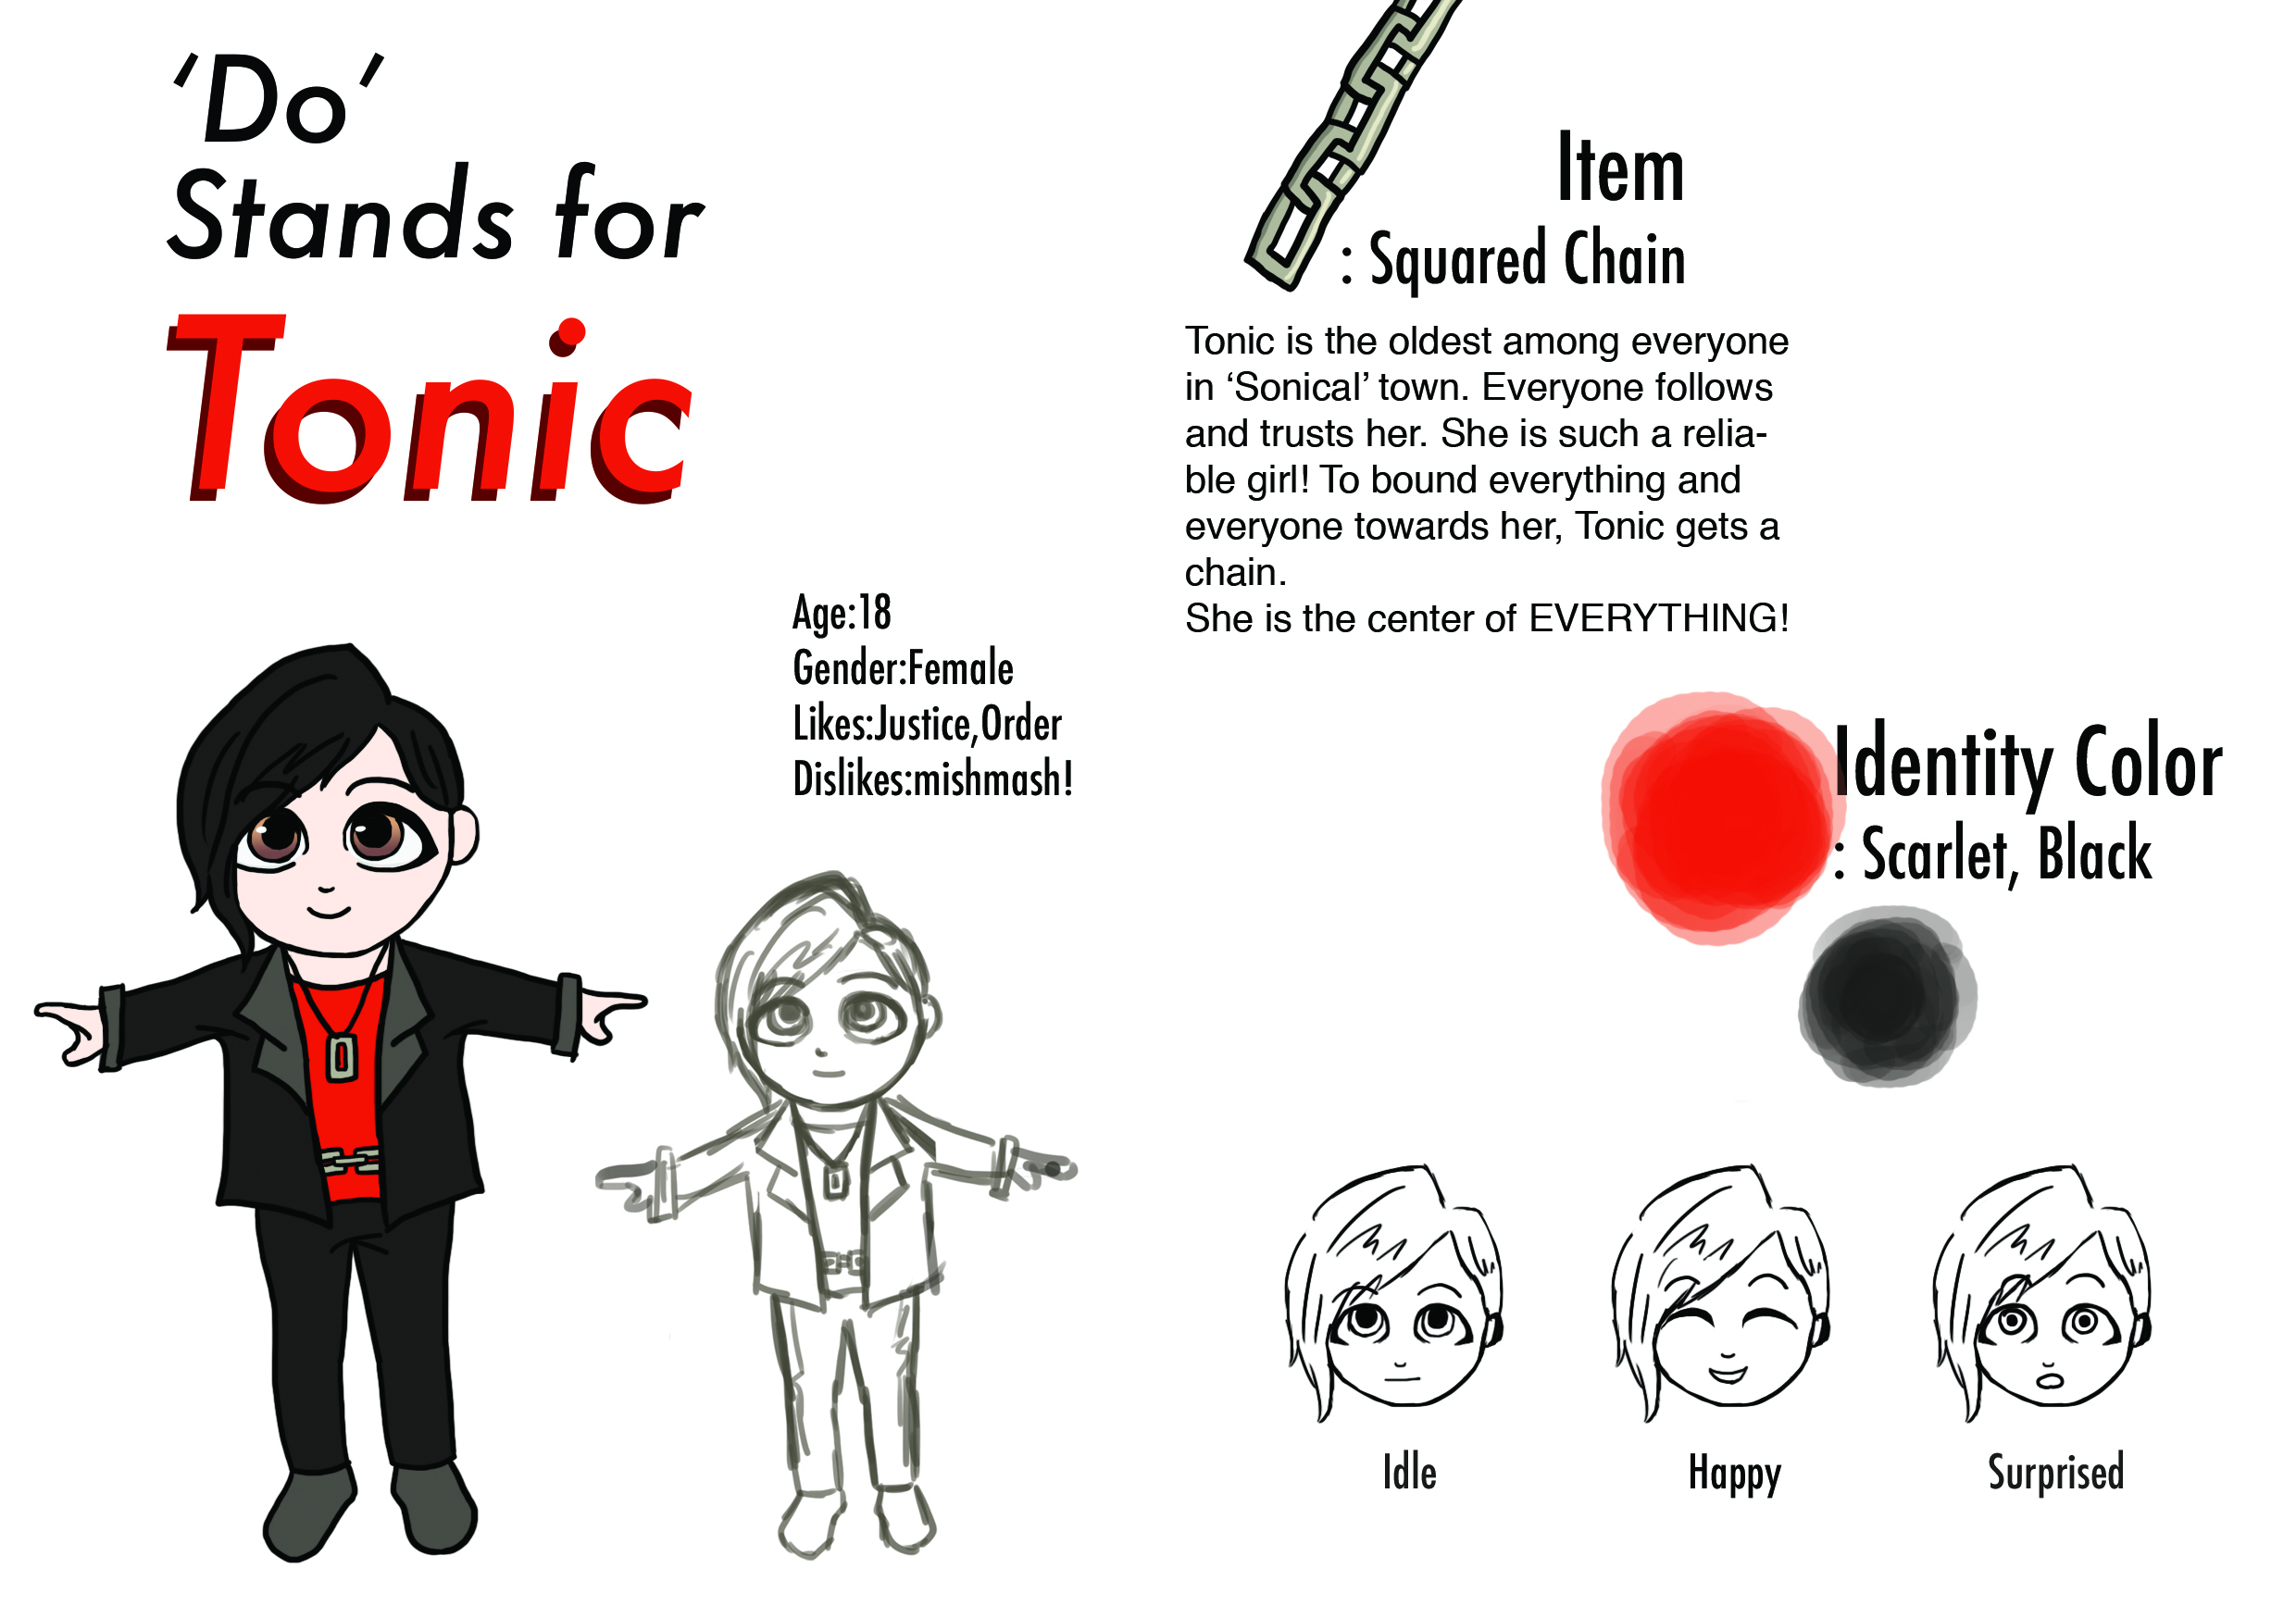 ‘Do’
Stands for
Tonic
Item
: Squared Chain
Tonic is the oldest among everyone
in ‘Sonical’ town. Everyone follows
and trusts her. She is such a relia-
ble girl! To bound everything and
everyone towards her, Tonic gets a
chain.
She is the center of EVERYTHING!
Age:18
Gender:Female
Likes:Justice,Order
Dislikes:mishmash!
Identity Color
: Scarlet, Black
Idle
Happy
Surprised